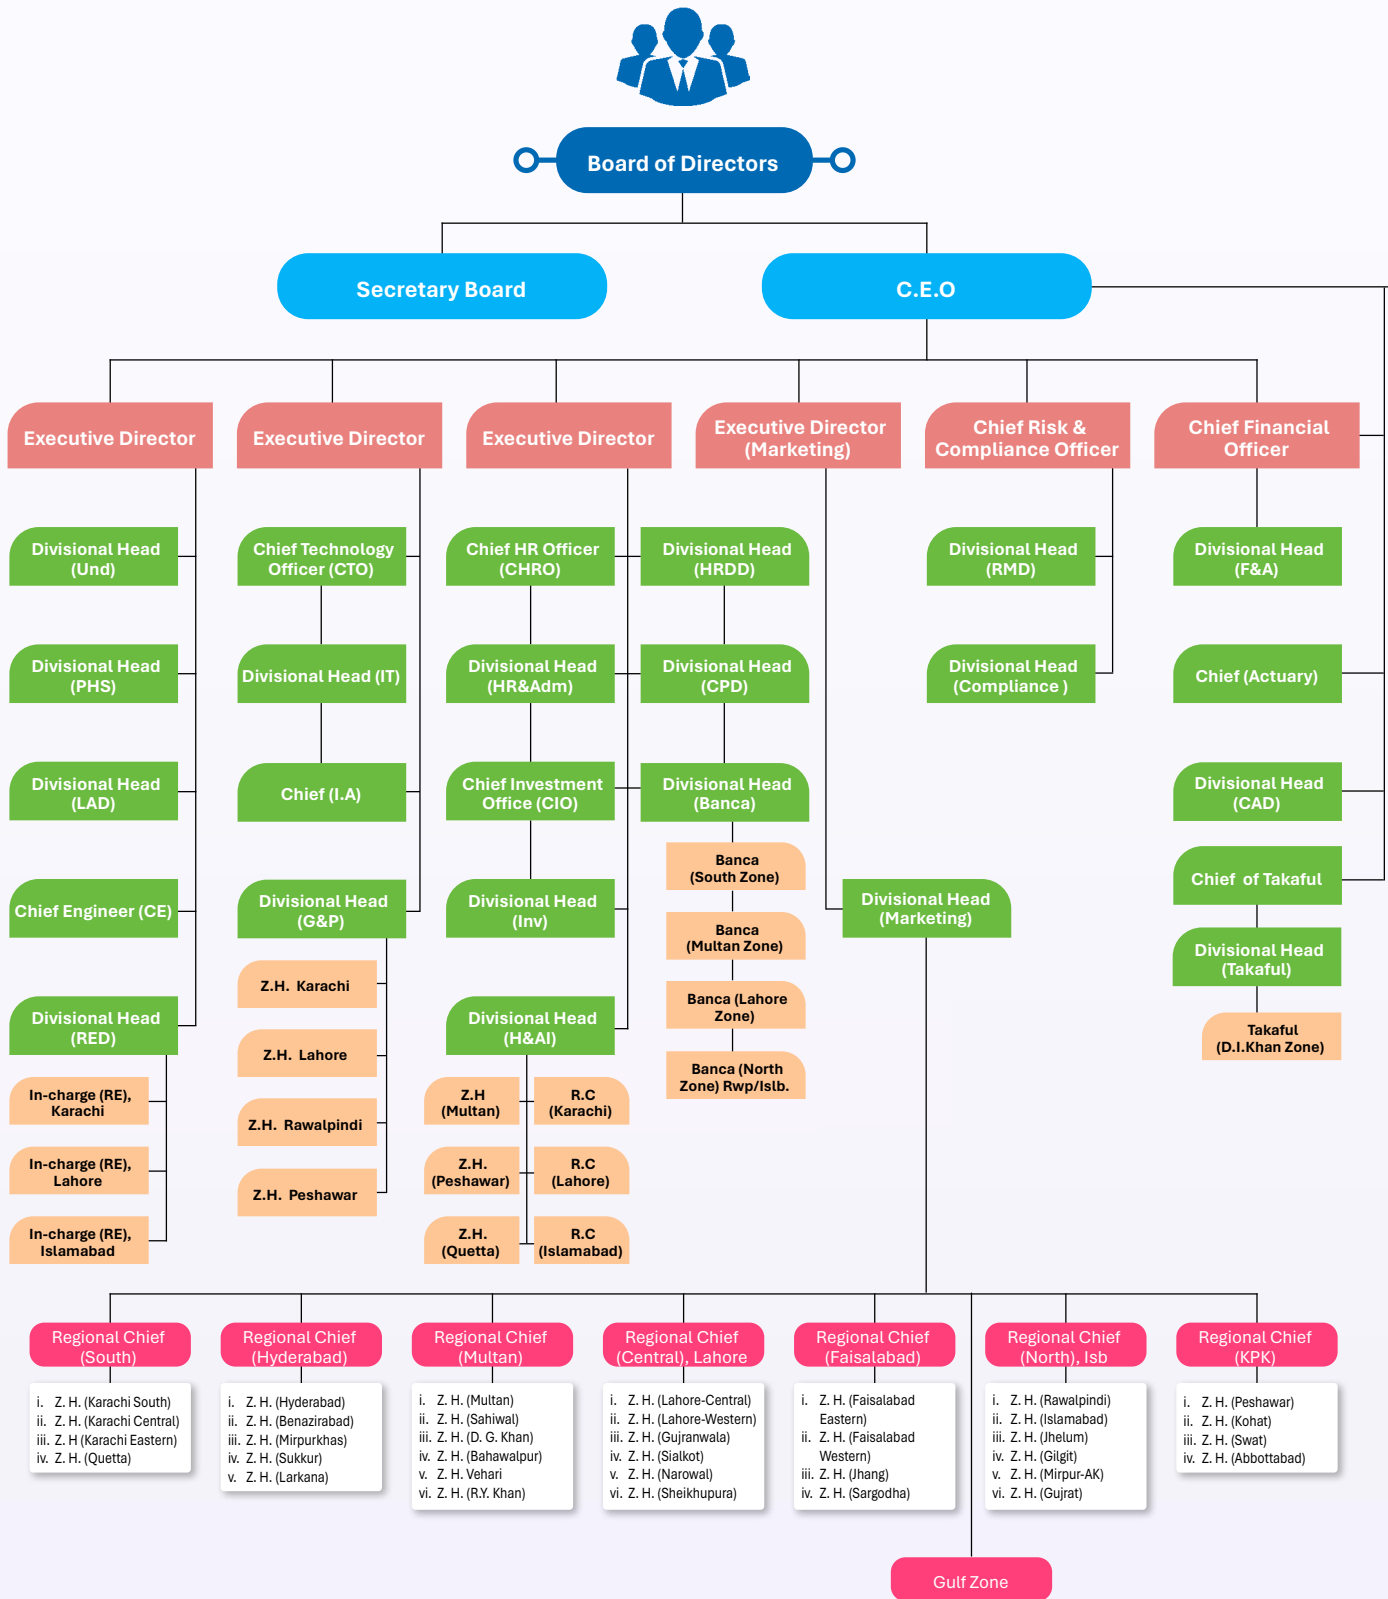 Board of Directors
Secretary Board
C.E.O
Executive Director
Executive Director
Executive Director
Executive Director
(Marketing)
Chief Risk &
Compliance Officer
Chief Financial
Officer
Divisional Head
(Und)
Divisional Head
(PHS)
Divisional Head
(LAD)
Chief Engineer (CE)
Divisional Head
(RED)
In-charge (RE),
Karachi
In-charge (RE),
Lahore
In-charge (RE),
Islamabad
Chief Technology
Officer (CTO)
Divisional Head (IT)
Chief (I.A)
Divisional Head
(G&P)
Z.H. Karachi
Z.H. Lahore
Z.H. Rawalpindi
Z.H. Peshawar
Chief HR Officer
(CHRO)
Divisional Head
(HR&Adm)
Chief Investment
Office (CIO)
Divisional Head
(Inv)
Divisional Head
(H&AI)
Z.H
(Multan)
R.C
(Karachi)
Z.H.
(Peshawar)
R.C
(Lahore)
Z.H.
(Quetta)
R.C
(Islamabad)
Divisional Head
(HRDD)
Divisional Head
(CPD)
Divisional Head
(Banca)
Banca
(South Zone)
Banca
(Multan Zone)
Banca (Lahore
Zone)
Banca (North
Zone) Rwp/Islb.
Divisional Head
(Marketing)
Divisional Head
(RMD)
Divisional Head
(Compliance )
Divisional Head
(F&A)
Chief (Actuary)
Divisional Head
(CAD)
Chief of Takaful
Divisional Head
(Takaful)
Takaful
(D.I.Khan Zone)
Regional Chief
(South)
i. Z. H. (Karachi South)
ii. Z. H. (Karachi Central)
iii. Z. H (Karachi Eastern)
iv. Z. H. (Quetta)
Regional Chief
(Hyderabad)
i. Z. H. (Hyderabad)
ii. Z. H. (Benazirabad)
iii. Z. H. (Mirpurkhas)
iv. Z. H. (Sukkur)
v. Z. H. (Larkana)
Regional Chief
(Multan)
i. Z. H. (Multan)
ii. Z. H. (Sahiwal)
iii. Z. H. (D. G. Khan)
iv. Z. H. (Bahawalpur)
v. Z. H. Vehari
vi. Z. H. (R.Y. Khan)
Regional Chief
(Central), Lahore
i. Z. H. (Lahore-Central)
ii. Z. H. (Lahore-Western)
iii. Z. H. (Gujranwala)
iv. Z. H. (Sialkot)
v. Z. H. (Narowal)
vi. Z. H. (Sheikhupura)
Regional Chief
(Faisalabad)
i. Z. H. (Faisalabad
Eastern)
ii. Z. H. (Faisalabad
Western)
iii. Z. H. (Jhang)
iv. Z. H. (Sargodha)
Regional Chief
(North), Isb
i. Z. H. (Rawalpindi)
ii. Z. H. (Islamabad)
iii. Z. H. (Jhelum)
iv. Z. H. (Gilgit)
v. Z. H. (Mirpur-AK)
vi. Z. H. (Gujrat)
Regional Chief
(KPK)
i. Z. H. (Peshawar)
ii. Z. H. (Kohat)
iii. Z. H. (Swat)
iv. Z. H. (Abbottabad)
Gulf Zone